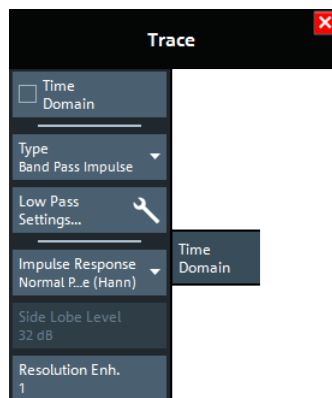 Trace
Time
Domain
Type
Band Pass Impulse
Low Pass
Settings...
Impulse Response
Normal P...e (Hann)
Side Lobe Level
32 dB
Resolution Enh.
1
Time
Domain